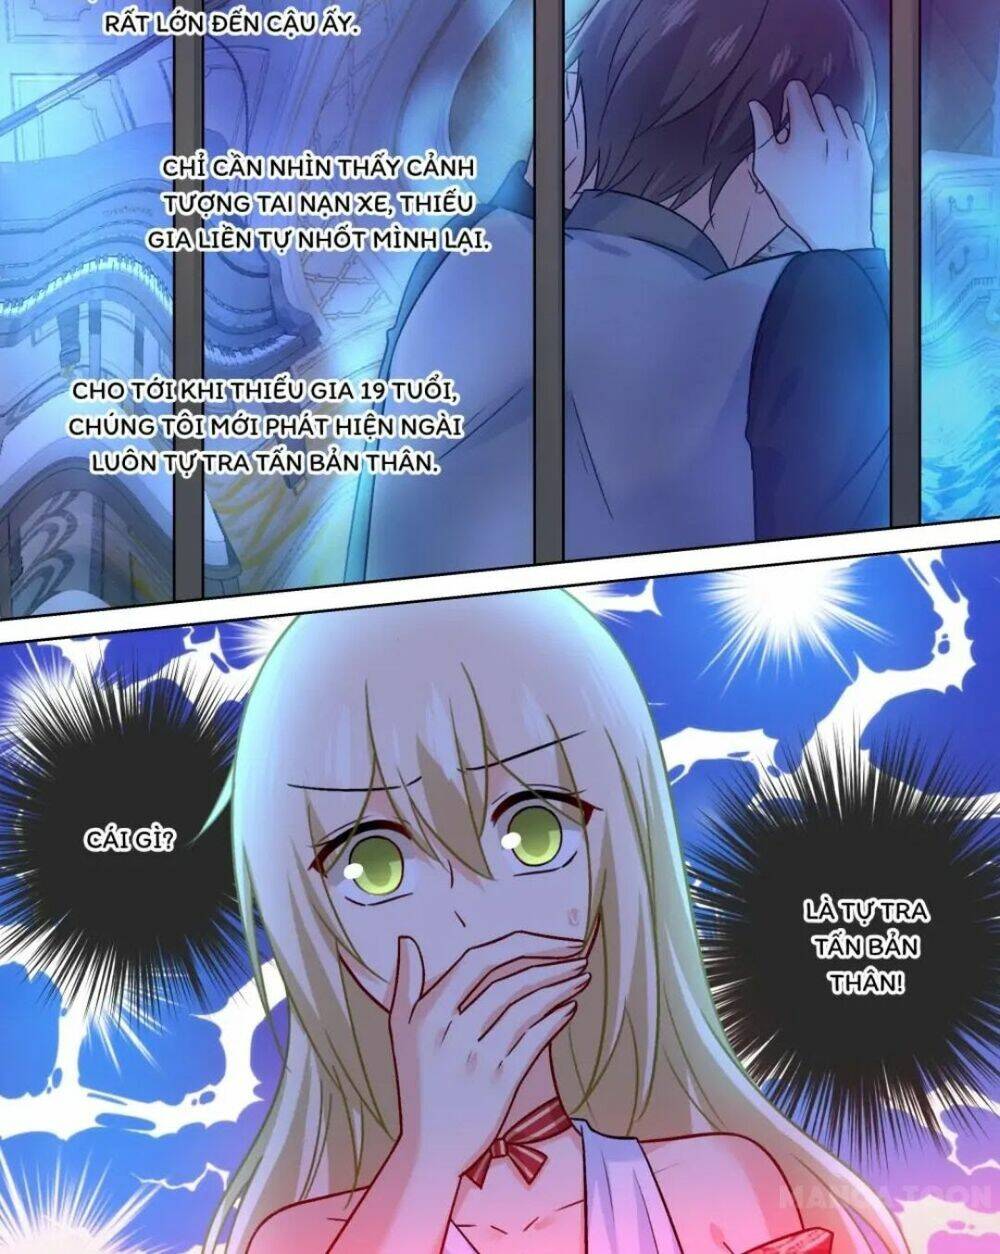 RẤT LỚN ĐẾN CẬU ẤY.
CHỈ CẦN NHÌN THẤY CẢNH
TƯỢNG TAI NẠN XE, THIẾU
GIA LIỀN TỰ NHỐT MÌNH LẠI.
CHO TỚI KHI THIẾU GIA 19 TUỔI,
CHÚNG TÔI MỚI PHÁT HIỆN NGÀI
LUÔN TỰ TRA TẤN BẢN THÂN.
CÁI GÌ?
LÀ TỰ TRA
TẤN BẢN
THÂN!
MANGA TOON